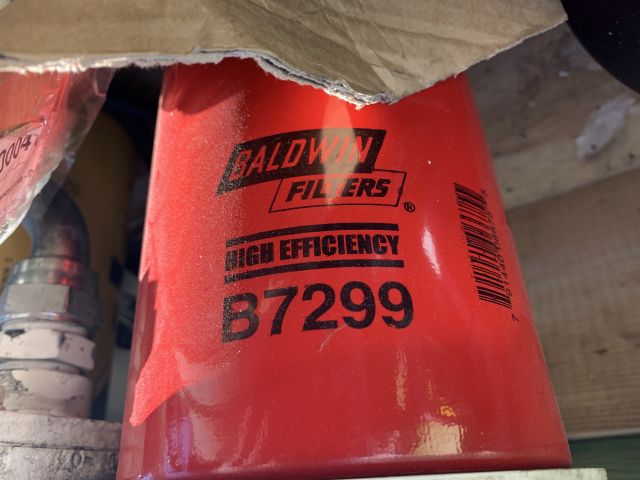 BALDWIN
FILTERS
®
HIGH EFFICIENCY
B7299